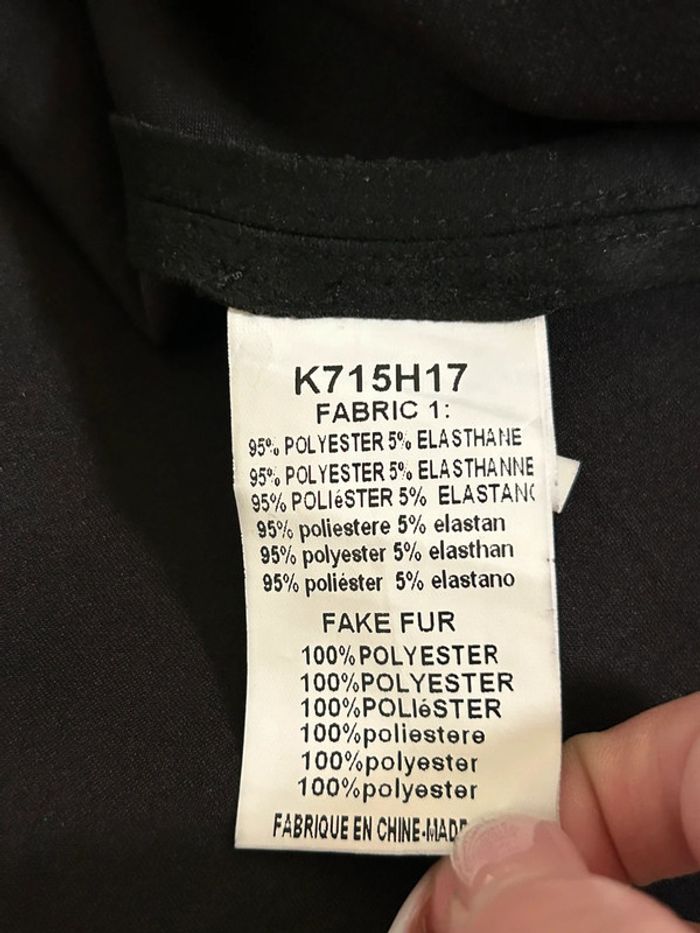 K715H17
FABRIC 1:
95% POLYESTER 5% ELASTHANE
95% POLYESTER 5% ELASTHANNE
95% POLIéSTER 5% ELASTAN
95% poliestere 5% elastan
95% polyester 5% elasthan
95% poliéster 5% elastano
FAKE FUR
100%POLYESTER
100%POLYESTER
100%POLIéSTER
100%poliestere
100%polyester
100%polyester
FABRIQUE EN CHINE-MADE